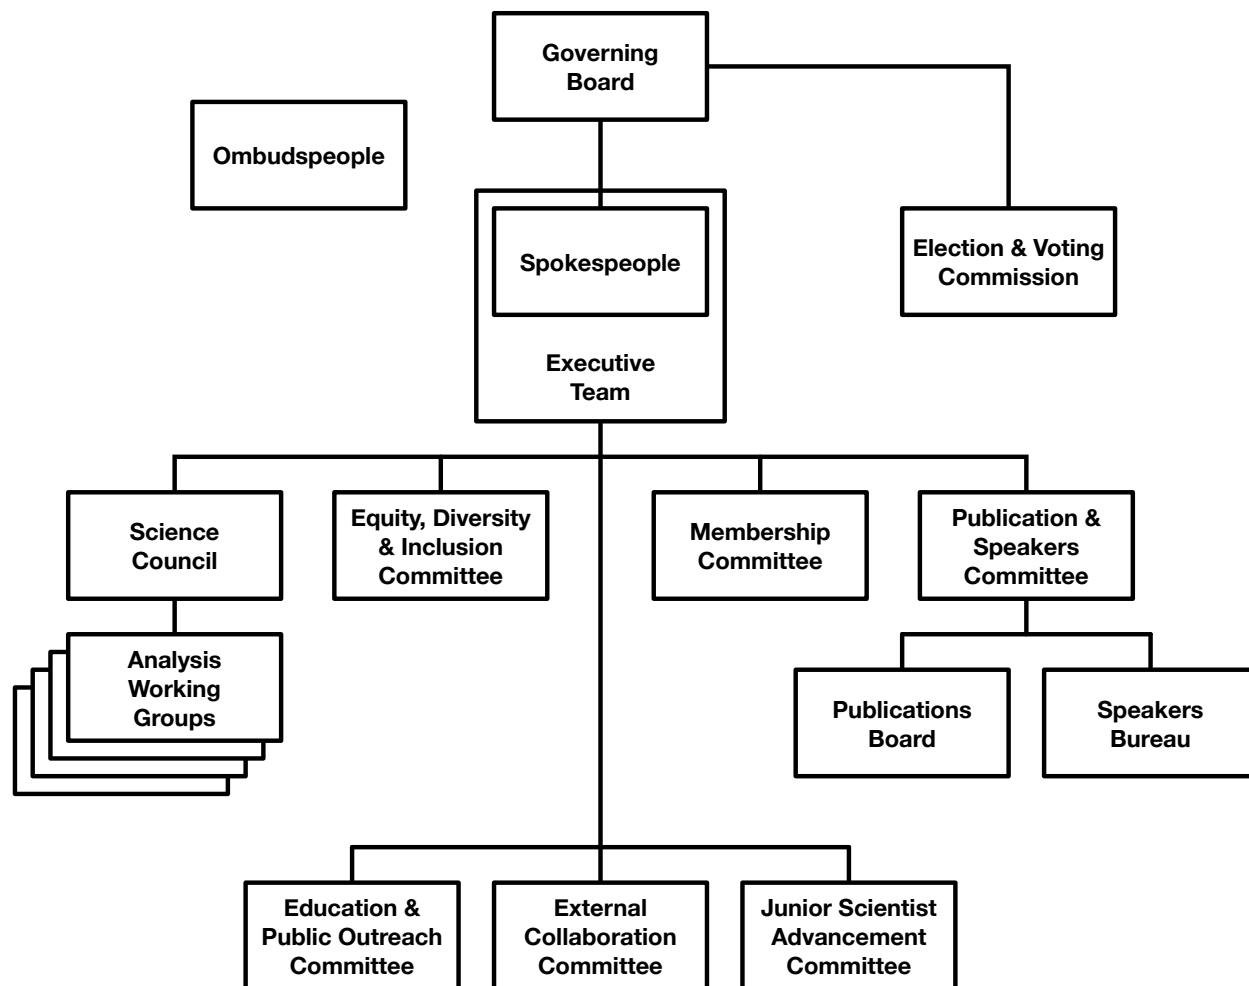 Governing
Board
Ombudspeople
Spokespeople
Election & Voting
Commission
Executive
Team
Science
Council
Equity, Diversity
& Inclusion
Committee
Membership
Committee
Publication &
Speakers
Committee
Analysis
Working
Groups
Publications
Board
Speakers
Bureau
Education &
Public Outreach
Committee
External
Collaboration
Committee
Junior Scientist
Advancement
Committee